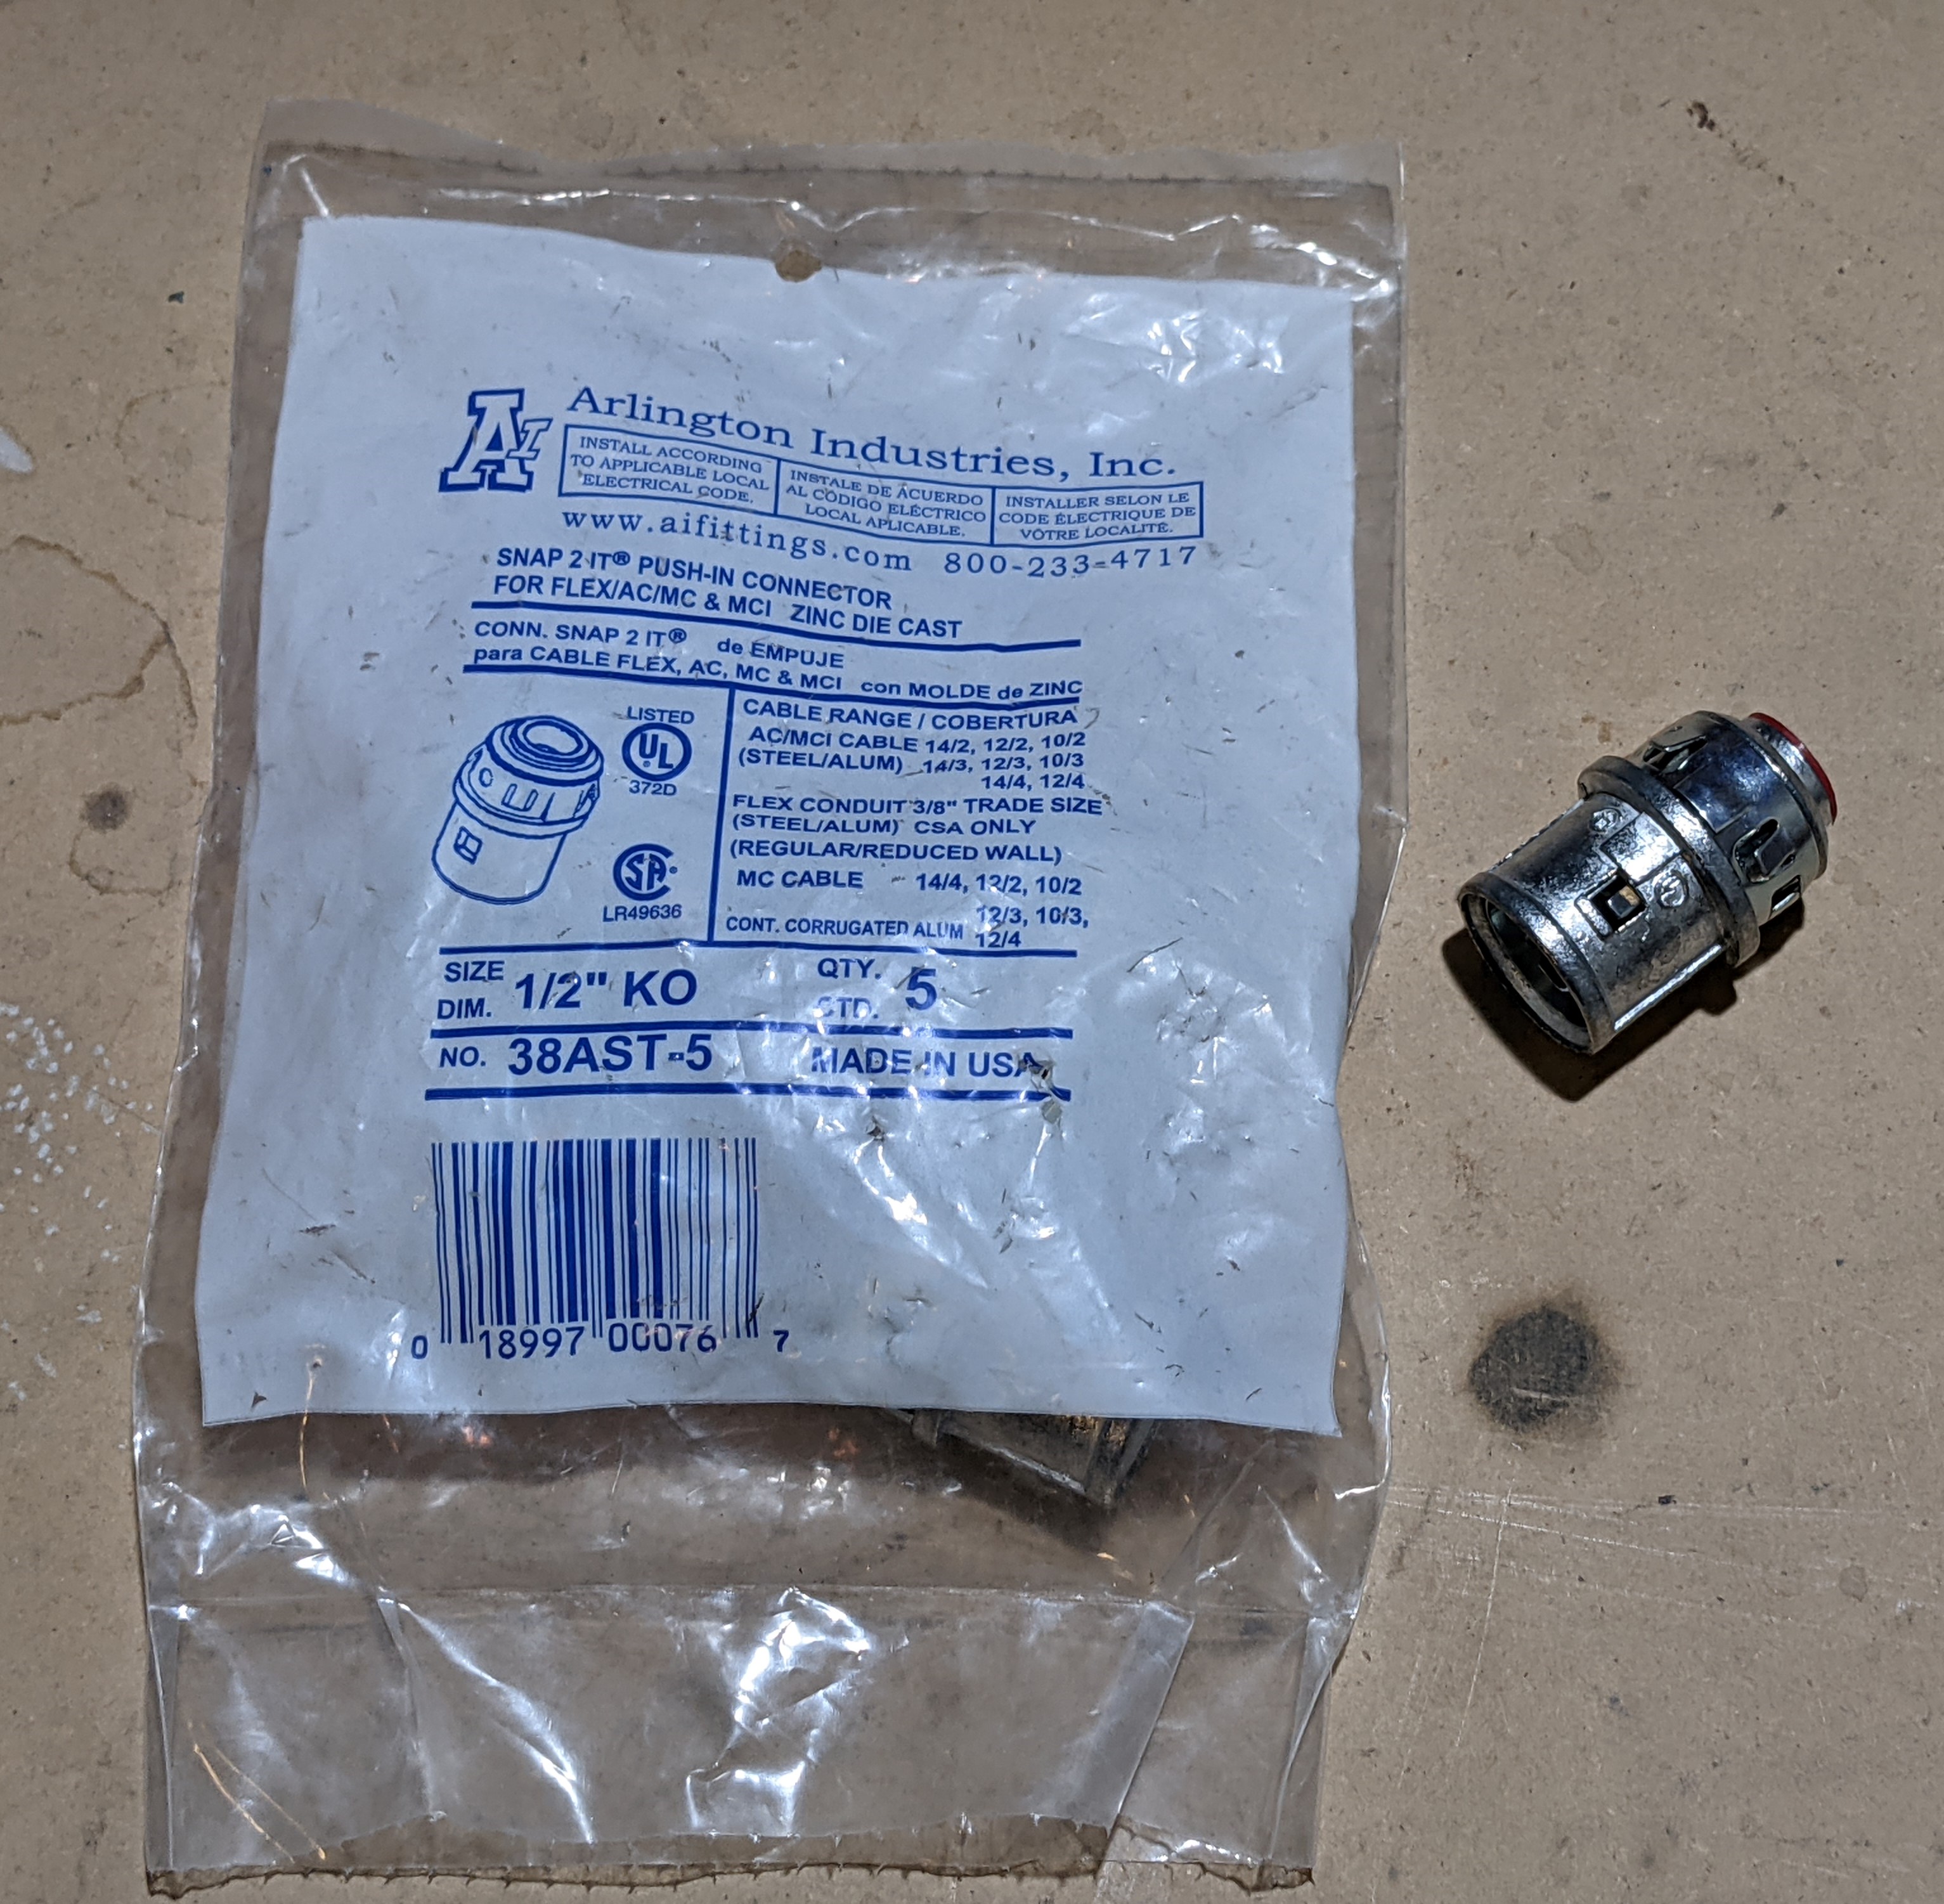 AI
Arlington Industries, Inc.
INSTALL ACCORDING
TO APPLICABLE LOCAL
ELECTRICAL CODE.
INSTALE DE ACUERDO
AL CÓDIGO ELÉCTRICO
LOCAL APLICABLE.
INSTALLER SELON LE
CODE ÉLECTRIQUE DE
VÔTRE LOCALITÉ.
www.aifittings.com 800-233-4717
SNAP 2 IT® PUSH-IN CONNECTOR
FOR FLEX/AC/MC & MCI ZINC DIE CAST
CONN. SNAP 2 IT® de EMPUJE
para CABLE FLEX, AC, MC & MCI con MOLDE de ZINC
LISTED
UL
372D
SA
LR49636
CABLE RANGE / COBERTURA
AC/MCI CABLE 14/2, 12/2, 10/2
(STEEL/ALUM) 14/3, 12/3, 10/3
14/4, 12/4
FLEX CONDUIT 3/8" TRADE SIZE
(STEEL/ALUM) CSA ONLY
(REGULAR/REDUCED WALL)
MC CABLE 14/4, 12/2, 10/2
12/3, 10/3,
CONT. CORRUGATED ALUM 12/4
SIZE
DIM. 1/2" KO
QTY.
STD. 5
NO. 38AST-5 MADE IN USA
0 18997 00076 7